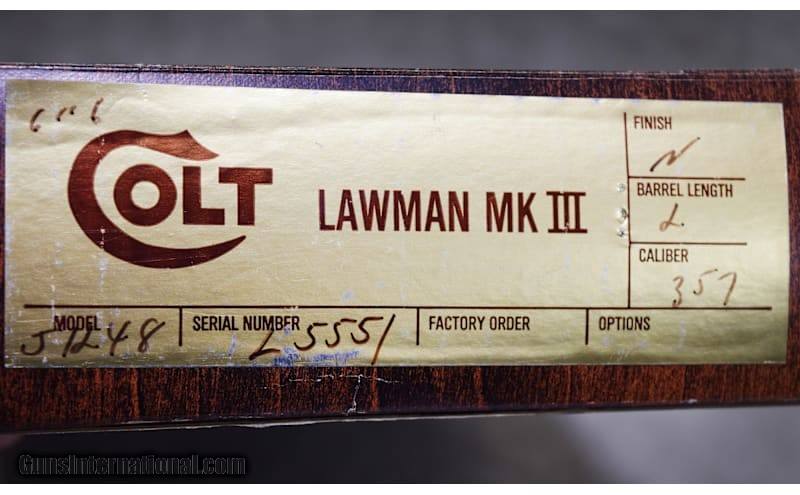 COLT
LAWMAN MK III
FINISH
N
BARREL LENGTH
CALIBER
357
MODEL
SERIAL NUMBER
FACTORY ORDER
OPTIONS
J1248
L5551
GunsInternational.com